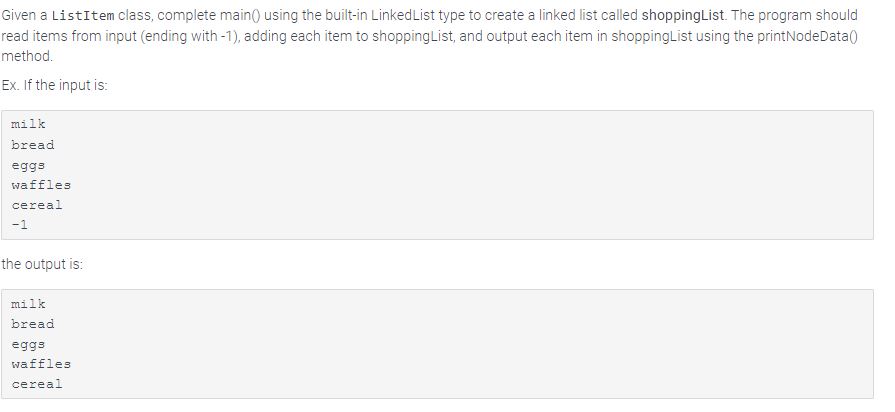 Given a ListItem class, complete main() using the built-in LinkedList type to create a linked list called shoppingList. The program should
read items from input (ending with -1), adding each item to shoppingList, and output each item in shoppingList using the printNodeData()
method.
Ex. If the input is:
milk
bread
eggs
waffles
cereal
-1
the output is:
milk
bread
eggs
waffles
cereal